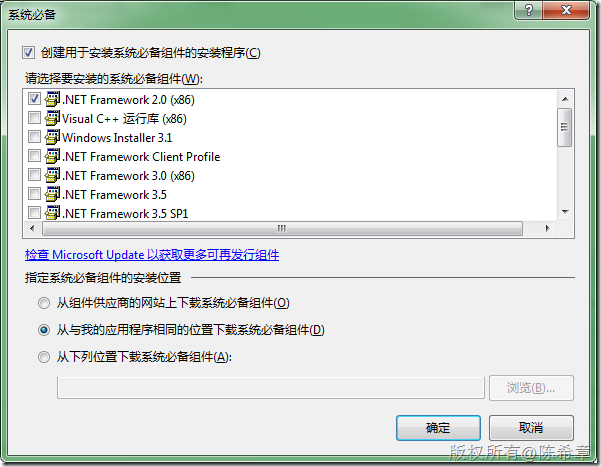 系统必备
创建用于安装系统必备组件的安装程序(C)
请选择要安装的系统必备组件(W):
.NET Framework 2.0 (x86)
Visual C++ 运行库 (x86)
Windows Installer 3.1
.NET Framework Client Profile
.NET Framework 3.0 (x86)
.NET Framework 3.5
.NET Framework 3.5 SP1
检查 Microsoft Update 以获取更多可再发行组件
指定系统必备组件的安装位置
从组件供应商的网站上下载系统必备组件(O)
从与我的应用程序相同的位置下载系统必备组件(D)
从下列位置下载系统必备组件(A):
浏览(B)...
确定 取消
版权所有@陈希章